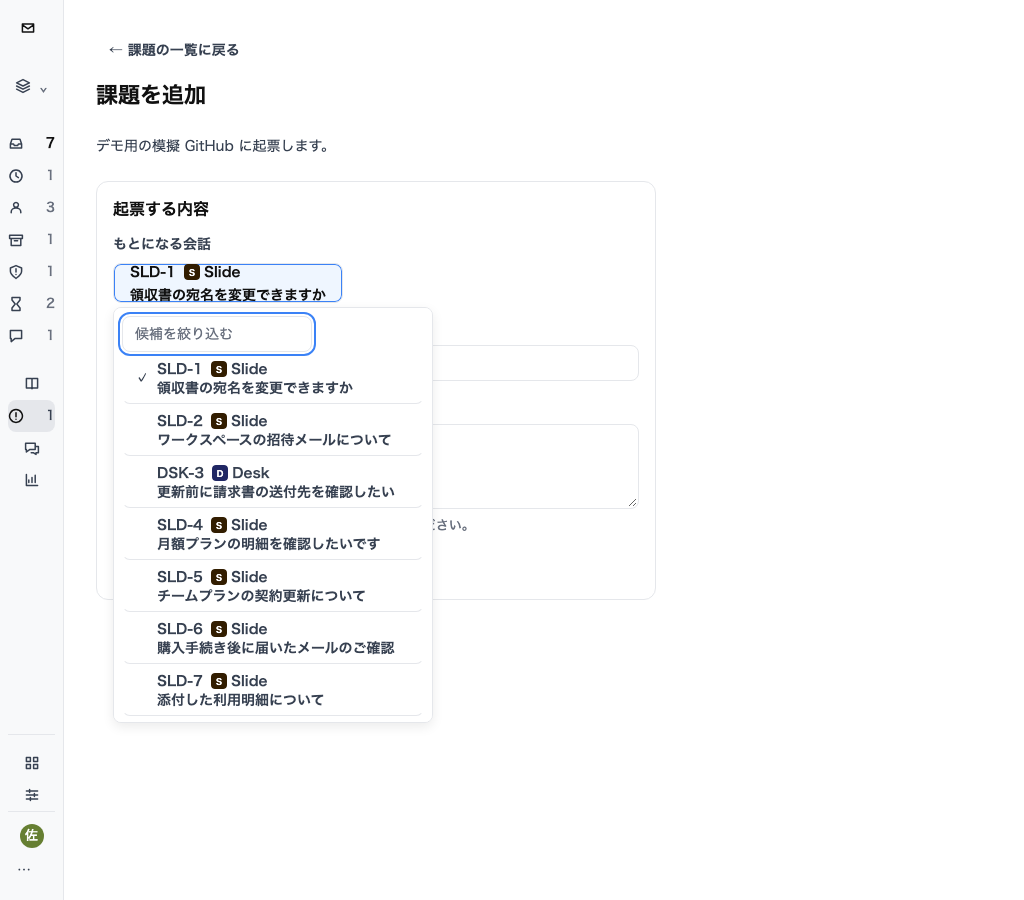 ← 課題の一覧に戻る
課題を追加
デモ用の模擬 GitHub に起票します。
起票する内容
もとになる会話
SLD-1 S Slide
領収書の宛名を変更できますか
候補を絞り込む
✓ SLD-1 S Slide
領収書の宛名を変更できますか
SLD-2 S Slide
ワークスペースの招待メールについて
DSK-3 D Desk
更新前に請求書の送付先を確認したい
SLD-4 S Slide
月額プランの明細を確認したいです
ださい。
SLD-5 S Slide
チームプランの契約更新について
SLD-6 S Slide
購入手続き後に届いたメールのご確認
SLD-7 S Slide
添付した利用明細について
7
1
3
1
1
2
1
1
佐
…